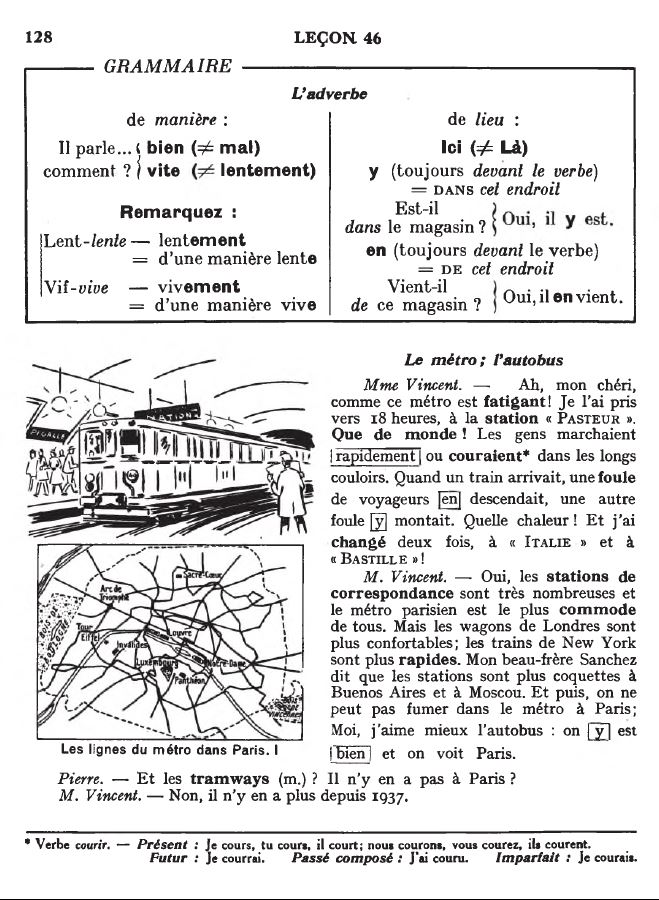 128
LEÇON 46
GRAMMAIRE
L'adverbe
de manière :
Il parle... { bien (≠ mal)
comment ? { vite (≠ lentement)
Remarquez :
Lent-lente — lentement
= d'une manière lente
Vif-vive — vivement
= d'une manière vive
de lieu :
Ici (≠ Là)
y (toujours devant le verbe)
= DANS cet endroit
Est-il
dans le magasin ? } Oui, il y est.
en (toujours devant le verbe)
= DE cet endroit
Vient-il
de ce magasin ? } Oui, il en vient.
PIGALLE
NATION
Sacré-Cœur
Arc de
Triomphe
BOIS DE
BOULOGNE
Tour
Eiffel
Invalides
Louvre
Luxembourg
Notre-Dame
Panthéon
BOIS
VINCENNES
Les lignes du métro dans Paris.
Le métro ; l'autobus
Mme Vincent. — Ah, mon chéri,
comme ce métro est fatigant! Je l'ai pris
vers 18 heures, à la station « PASTEUR ».
Que de monde ! Les gens marchaient
rapidement ou couraient* dans les longs
couloirs. Quand un train arrivait, une foule
de voyageurs en descendait, une autre
foule y montait. Quelle chaleur ! Et j'ai
changé deux fois, à « ITALIE » et à
« BASTILLE » !
M. Vincent. — Oui, les stations de
correspondance sont très nombreuses et
le métro parisien est le plus commode
de tous. Mais les wagons de Londres sont
plus confortables; les trains de New York
sont plus rapides. Mon beau-frère Sanchez
dit que les stations sont plus coquettes à
Buenos Aires et à Moscou. Et puis, on ne
peut pas fumer dans le métro à Paris;
Moi, j'aime mieux l'autobus : on y est
bien et on voit Paris.
Pierre. — Et les tramways (m.) ? Il n'y en a pas à Paris ?
M. Vincent. — Non, il n'y en a plus depuis 1937.
* Verbe courir. — Présent : Je cours, tu cours, il court; nous courons, vous courez, ils courent.
Futur : Je courrai. Passé composé : J'ai couru. Imparfait : Je courais.